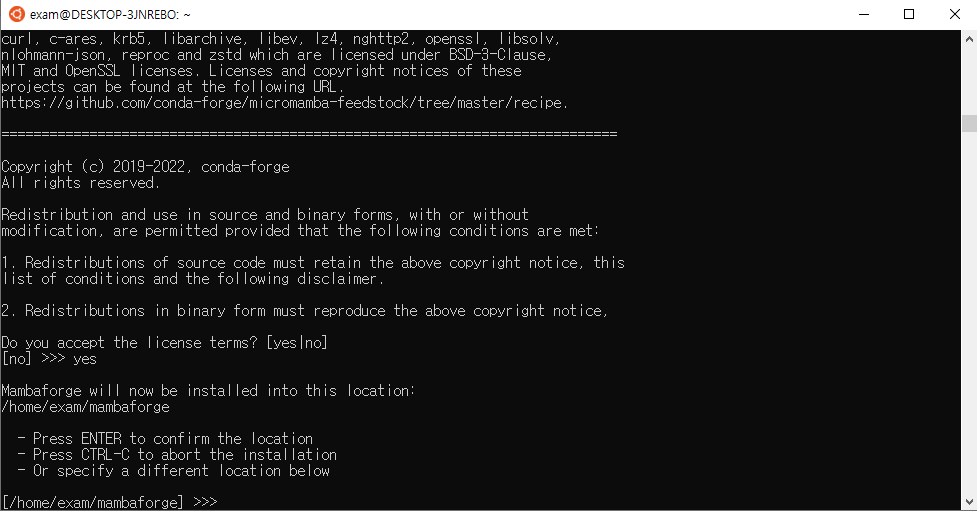 exam@DESKTOP-3JNREBO: ~
curl, c-ares, krb5, libarchive, libev, lz4, nghttp2, openssl, libsolv,
nlohmann-json, reproc and zstd which are licensed under BSD-3-Clause,
MIT and OpenSSL licenses. Licenses and copyright notices of these
projects can be found at the following URL.
https://github.com/conda-forge/micromamba-feedstock/tree/master/recipe.
=============================================================================
Copyright (c) 2019-2022, conda-forge
All rights reserved.
Redistribution and use in source and binary forms, with or without
modification, are permitted provided that the following conditions are met:
1. Redistributions of source code must retain the above copyright notice, this
list of conditions and the following disclaimer.
2. Redistributions in binary form must reproduce the above copyright notice,
Do you accept the license terms? [yes|no]
[no] >>> yes
Mambaforge will now be installed into this location:
/home/exam/mambaforge
- Press ENTER to confirm the location
- Press CTRL-C to abort the installation
- Or specify a different location below
[/home/exam/mambaforge] >>>